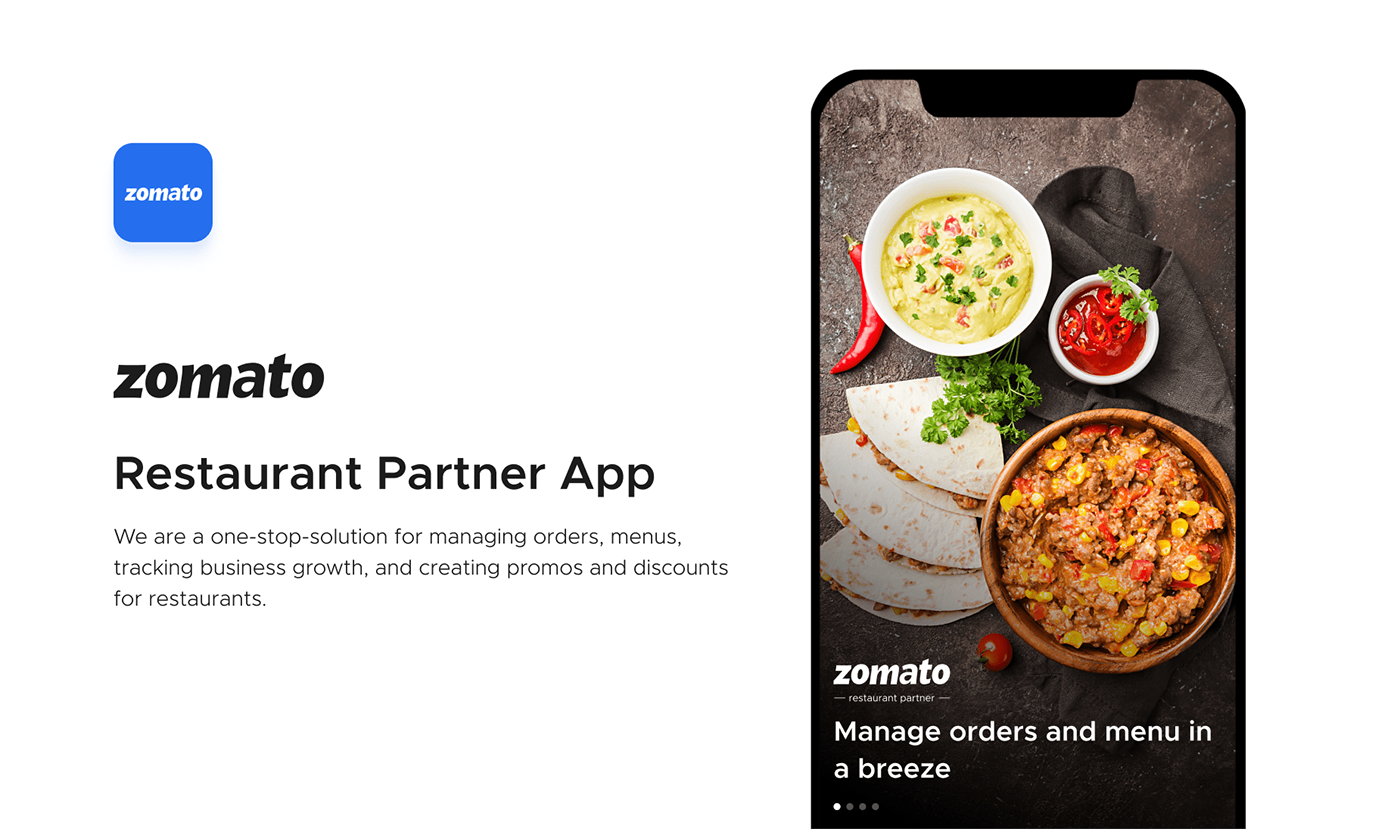 zomato
zomato
Restaurant Partner App
We are a one-stop-solution for managing orders, menus,
tracking business growth, and creating promos and discounts
for restaurants.
zomato
restaurant partner
Manage orders and menu in
a breeze